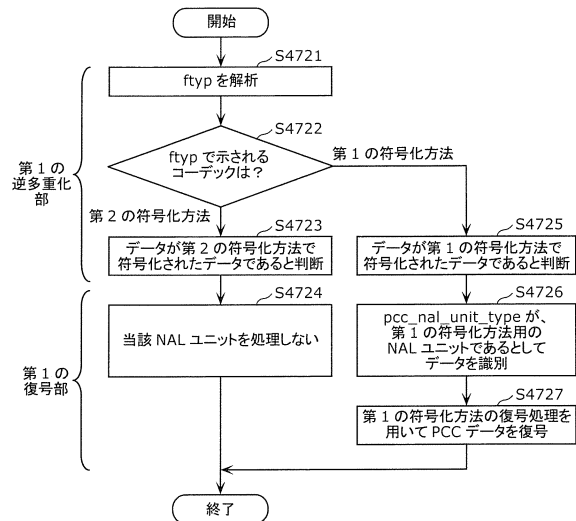 開始
S4721
ftyp を解析
S4722
ftyp で示される
コーデックは？
第１の符号化方法
第１の
逆多重化
部
第２の符号化方法
S4723
データが第２の符号化方法で
符号化されたデータであると判断
S4725
データが第１の符号化方法で
符号化されたデータであると判断
S4724
当該 NAL ユニットを処理しない
S4726
pcc_nal_unit_type が、
第１の符号化方法用の
NAL ユニットであるとして
データを識別
第１の
復号部
S4727
第１の符号化方法の復号処理を
用いて PCC データを復号
終了